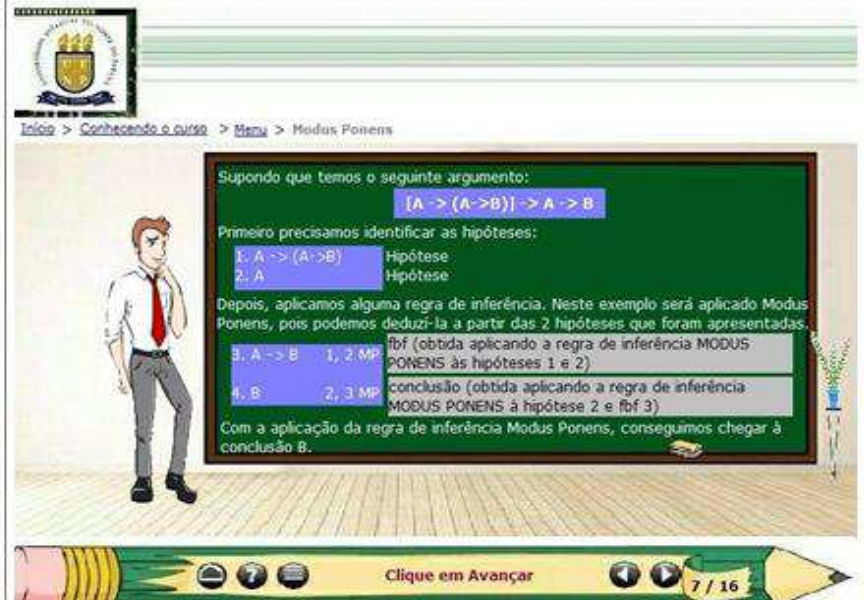 Início > Conhecendo o curso > Menu > Modus Ponens
Supondo que temos o seguinte argumento:
[A -> (A->B)] -> A -> B
Primeiro precisamos identificar as hipóteses:
1. A -> (A->B) Hipótese
2. A Hipótese
Depois, aplicamos alguma regra de inferência. Neste exemplo será aplicado Modus
Ponens, pois podemos deduzí-la a partir das 2 hipóteses que foram apresentadas.
3. A -> B 1, 2 MP fbf (obtida aplicando a regra de inferência MODUS
PONENS às hipóteses 1 e 2)
4. B 2, 3 MP conclusão (obtida aplicando a regra de inferência
MODUS PONENS à hipótese 2 e fbf 3)
Com a aplicação da regra de inferência Modus Ponens, conseguimos chegar à
conclusão B.
Clique em Avançar
7 / 16